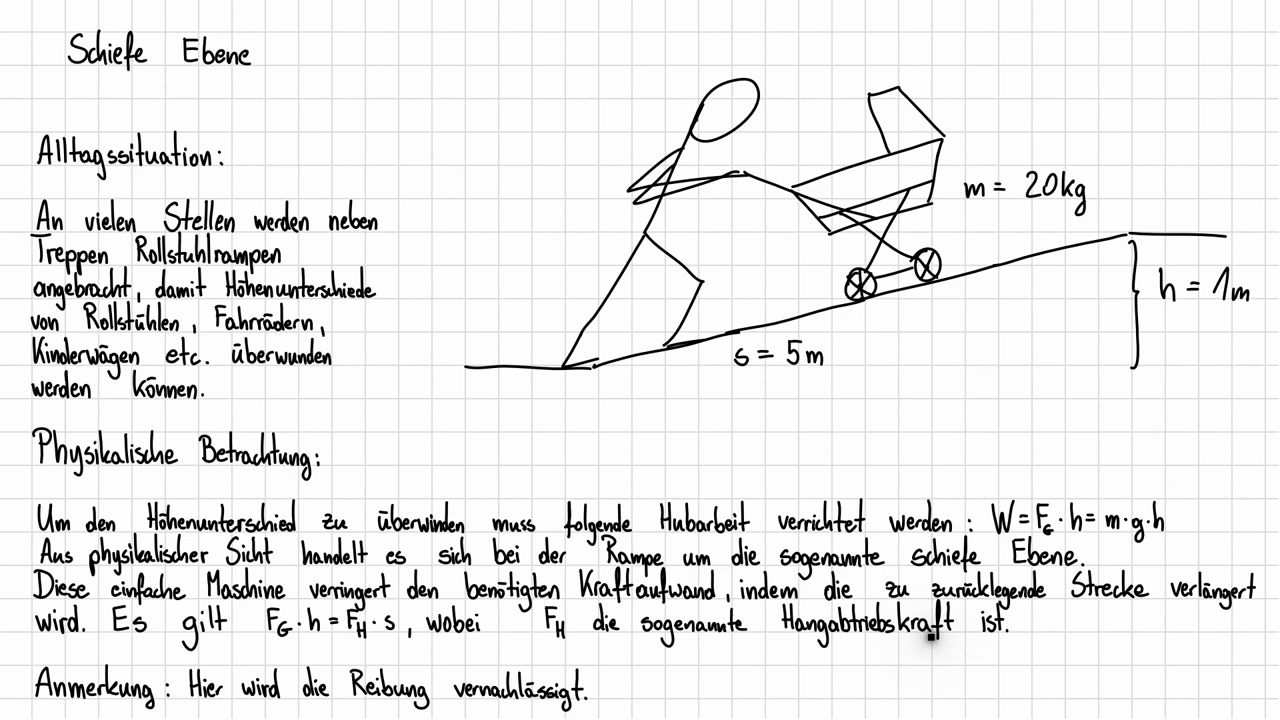 Schiefe Ebene
Alltagssituation:
An vielen Stellen werden neben
Treppen Rollstuhlrampen
angebracht, damit Höhenunterschiede
von Rollstühlen, Fahrrädern,
Kinderwägen etc. überwunden
werden können.
m = 20kg
h = 1m
s = 5m
Physikalische Betrachtung:
Um den Höhenunterschied zu überwinden muss folgende Hubarbeit verrichtet werden: W = F_G · h = m · g · h
Aus physikalischer Sicht handelt es sich bei der Rampe um die sogenannte schiefe Ebene.
Diese einfache Maschine verringert den benötigten Kraftaufwand, indem die zu zurücklegende Strecke verlängert
wird. Es gilt F_G · h = F_H · s, wobei F_H die sogenannte Hangabtriebskraft ist.
Anmerkung: Hier wird die Reibung vernachlässigt.